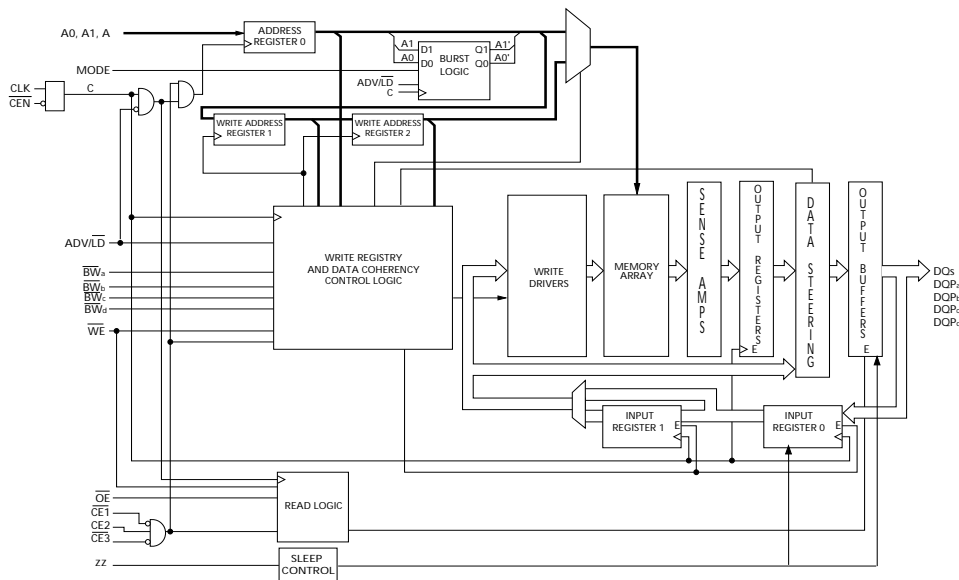 A0, A1, A
ADDRESS
REGISTER 0
A1
A0
D1
D0
BURST
LOGIC
Q1
Q0
A1'
A0'
MODE
ADV/LD
C
CLK
CEN
C
WRITE ADDRESS
REGISTER 1
WRITE ADDRESS
REGISTER 2
ADV/LD
BWa
BWb
BWc
BWd
WE
WRITE REGISTRY
AND DATA COHERENCY
CONTROL LOGIC
WRITE
DRIVERS
MEMORY
ARRAY
SENSE AMPS
OUTPUT REGISTERS
E
DATA STEERING
OUTPUT BUFFERS
E
DQs
DQPa
DQPb
DQPc
INPUT
REGISTER 1
E
INPUT
REGISTER 0
E
OE
CE1
CE2
CE3
READ LOGIC
ZZ
SLEEP
CONTROL